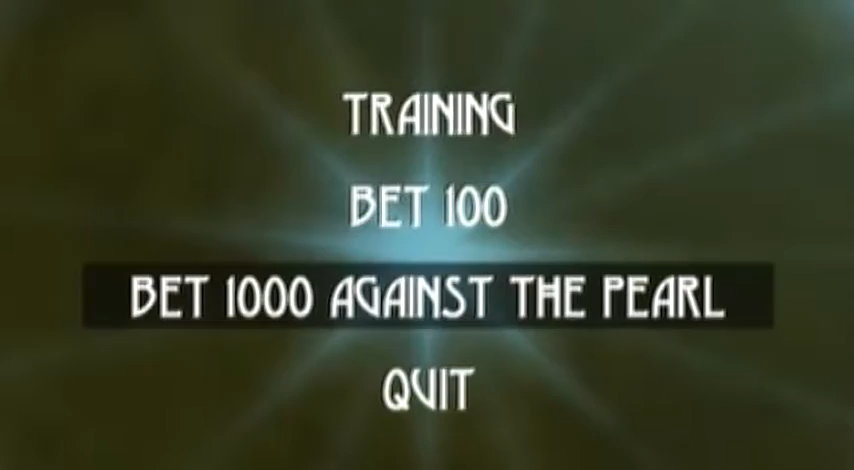 TRAINING
BET 100
BET 1000 AGAINST THE PEARL
QUIT